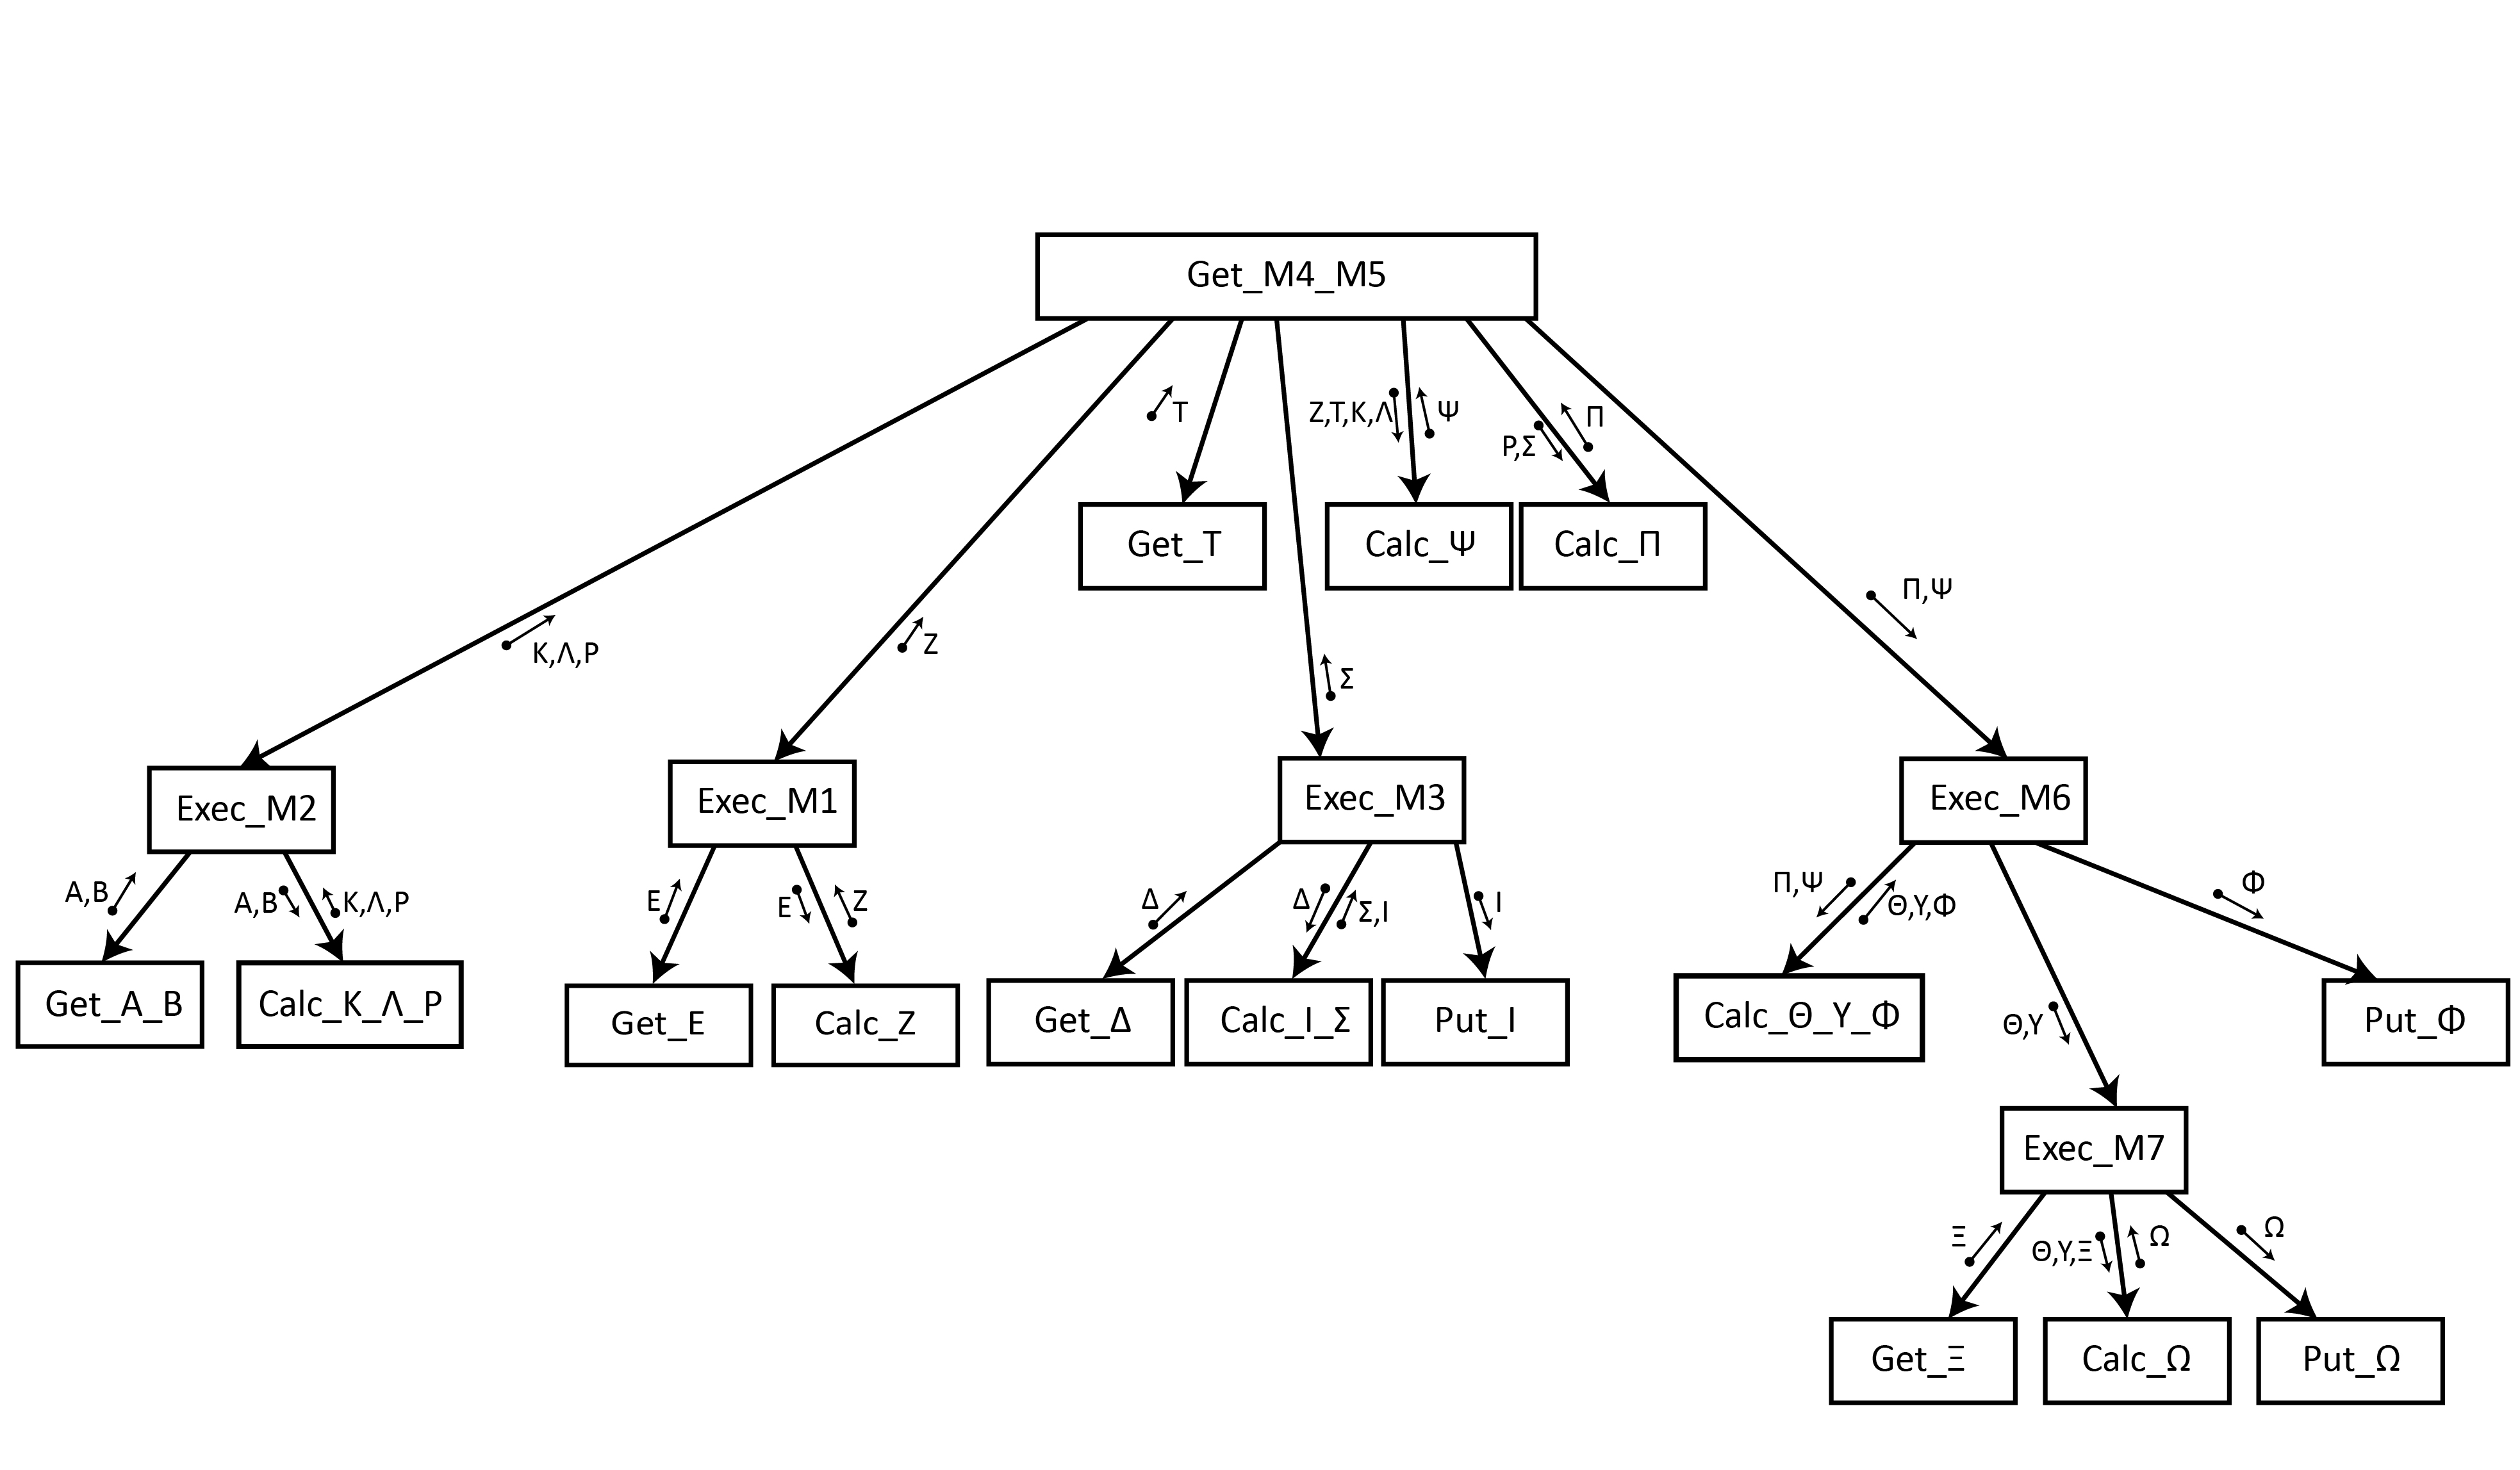 Get_M4_M5
Τ
Ζ,Τ,Κ,Λ
Ψ
Ρ,Σ
Π
Get_Τ
Calc_Ψ
Calc_Π
Κ,Λ,Ρ
Ζ
Σ
Π,Ψ
Exec_M2
Exec_M1
Exec_M3
Exec_M6
Α,Β
Α,Β
Κ,Λ,Ρ
Ε
Ε
Ζ
Δ
Δ
Σ,Ι
Ι
Π,Ψ
Θ,Υ,Φ
Φ
Get_Α_Β
Calc_Κ_Λ_Ρ
Get_Ε
Calc_Ζ
Get_Δ
Calc_Ι_Σ
Put_Ι
Calc_Θ_Υ_Φ
Θ,Υ
Put_Φ
Exec_M7
Ξ
Θ,Υ,Ξ
Ω
Ω
Get_Ξ
Calc_Ω
Put_Ω